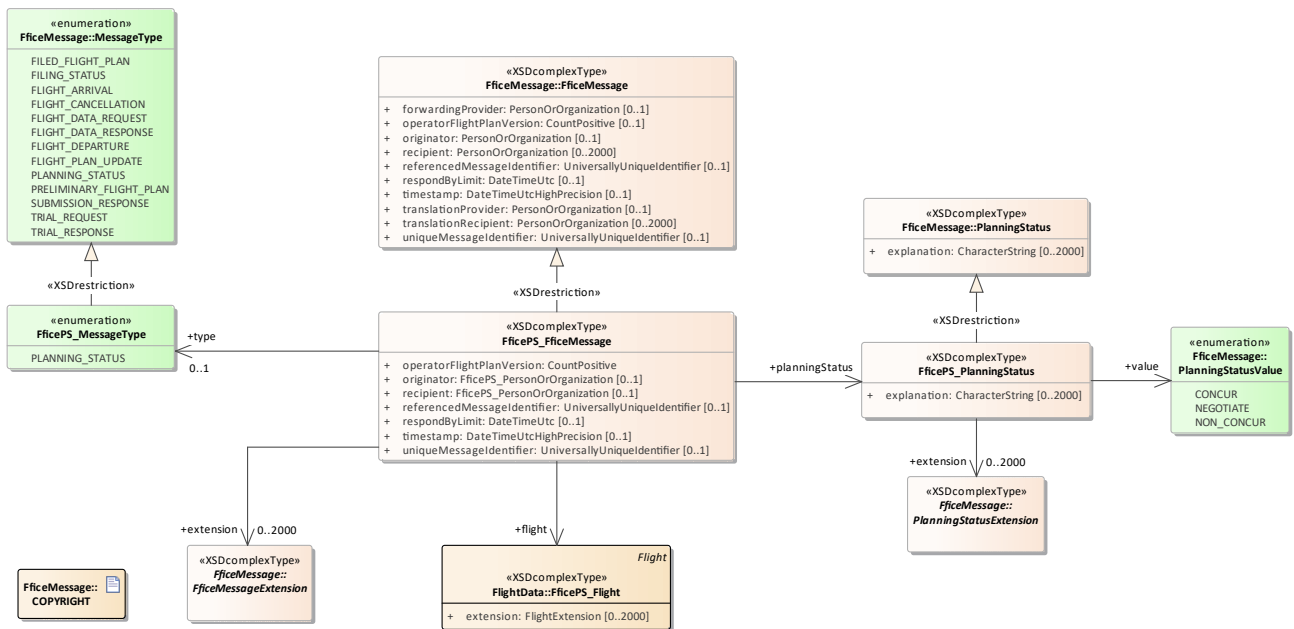 «enumeration»
FficeMessage::MessageType
FILED_FLIGHT_PLAN
FILING_STATUS
FLIGHT_ARRIVAL
FLIGHT_CANCELLATION
FLIGHT_DATA_REQUEST
FLIGHT_DATA_RESPONSE
FLIGHT_DEPARTURE
FLIGHT_PLAN_UPDATE
PLANNING_STATUS
PRELIMINARY_FLIGHT_PLAN
SUBMISSION_RESPONSE
TRIAL_REQUEST
TRIAL_RESPONSE
«XSDcomplexType»
FficeMessage::FficeMessage
+ forwardingProvider: PersonOrOrganization [0..1]
+ operatorFlightPlanVersion: CountPositive [0..1]
+ originator: PersonOrOrganization [0..1]
+ recipient: PersonOrOrganization [0..2000]
+ referencedMessageIdentifier: UniversallyUniqueIdentifier [0..1]
+ respondByLimit: DateTimeUtc [0..1]
+ timestamp: DateTimeUtcHighPrecision [0..1]
+ translationProvider: PersonOrOrganization [0..1]
+ translationRecipient: PersonOrOrganization [0..2000]
+ uniqueMessageIdentifier: UniversallyUniqueIdentifier [0..1]
«XSDcomplexType»
FficeMessage::PlanningStatus
+ explanation: CharacterString [0..2000]
«XSDrestriction»
«XSDrestriction»
«XSDrestriction»
«enumeration»
FficePS_MessageType
PLANNING_STATUS
+type
0..1
«XSDcomplexType»
FficePS_FficeMessage
+ operatorFlightPlanVersion: CountPositive
+ originator: FficePS_PersonOrOrganization [0..1]
+ recipient: FficePS_PersonOrOrganization [0..1]
+ referencedMessageIdentifier: UniversallyUniqueIdentifier [0..1]
+ respondByLimit: DateTimeUtc [0..1]
+ timestamp: DateTimeUtcHighPrecision [0..1]
+ uniqueMessageIdentifier: UniversallyUniqueIdentifier [0..1]
+planningStatus
«XSDcomplexType»
FficePS_PlanningStatus
+ explanation: CharacterString [0..2000]
+value
«enumeration»
FficeMessage::
PlanningStatusValue
CONCUR
NEGOTIATE
NON_CONCUR
+extension
0..2000
«XSDcomplexType»
FficeMessage::
PlanningStatusExtension
+extension
0..2000
«XSDcomplexType»
FficeMessage::
FficeMessageExtension
+flight
Flight
«XSDcomplexType»
FlightData::FficePS_Flight
+ extension: FlightExtension [0..2000]
FficeMessage::
COPYRIGHT